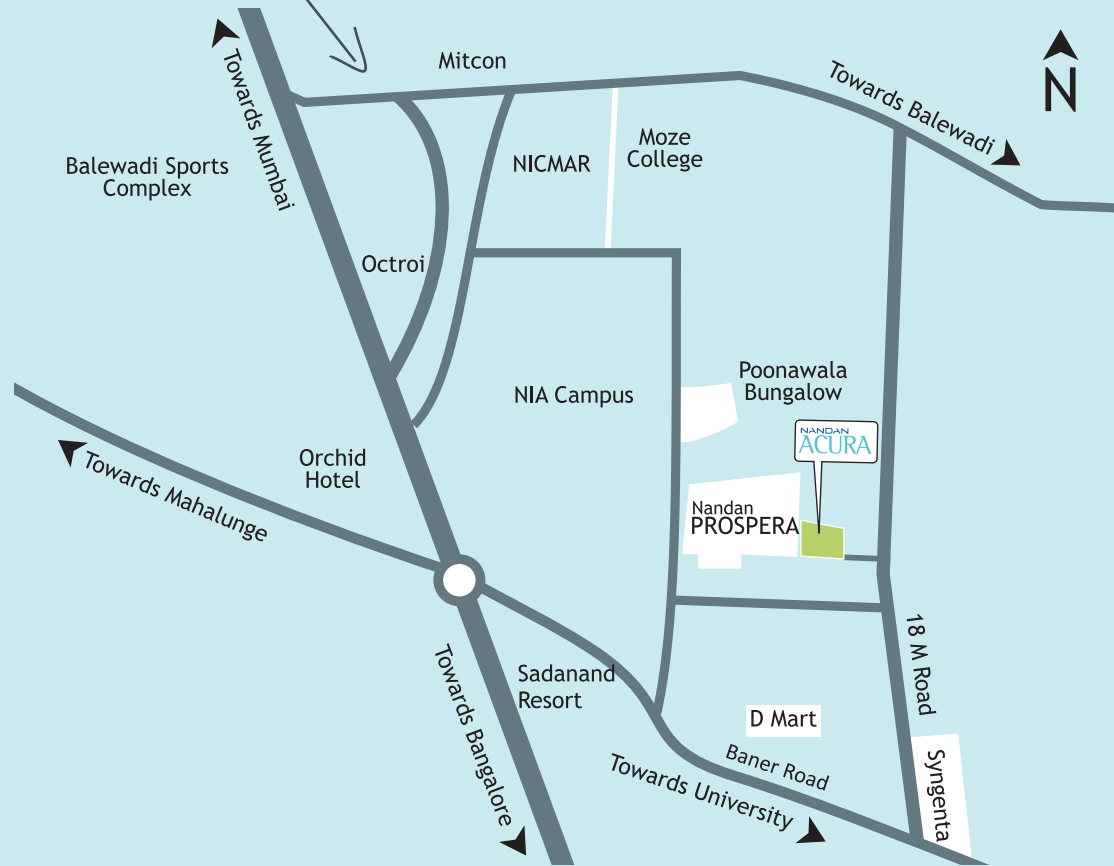 Mitcon
Towards Balewadi
N
Towards Mumbai
Balewadi Sports
Complex
NICMAR
Moze
College
Octroi
NIA Campus
Poonawala
Bungalow
NANDAN
ACURA
Orchid
Hotel
Towards Mahalunge
Nandan
PROSPERA
18 M Road
Sadanand
Resort
Towards Bangalore
D Mart
Baner Road
Towards University
Syngenta